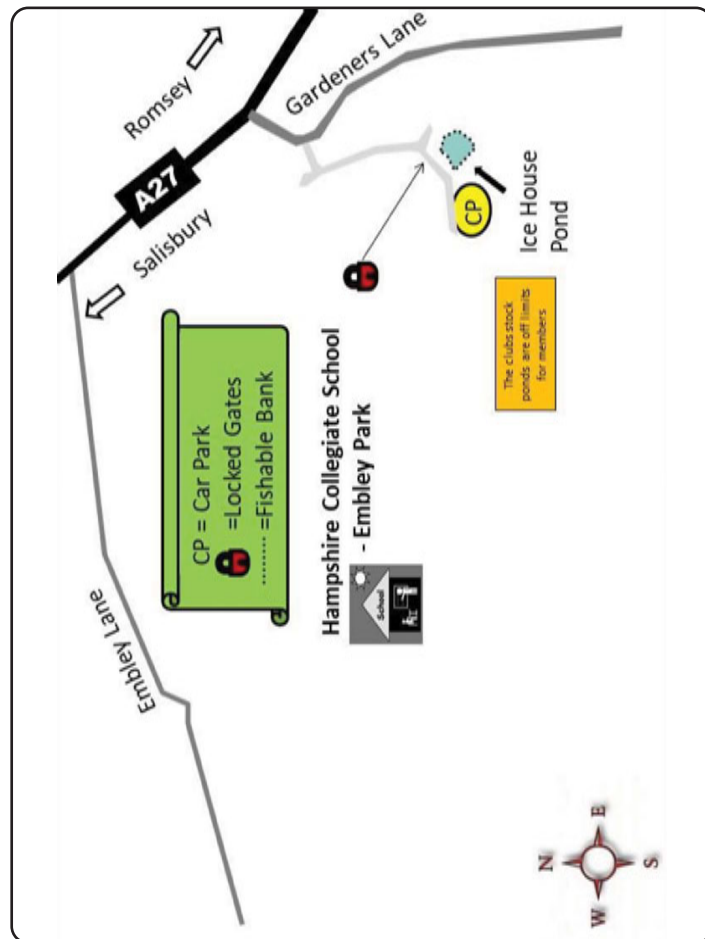 Romsey
A27
Salisbury
Gardeners Lane
Embley Lane
CP = Car Park
=Locked Gates
........ =Fishable Bank
Hampshire Collegiate School
- Embley Park
School
CP
Ice House
Pond
The clubs stock
ponds are off limits
for members
N
E
S
W